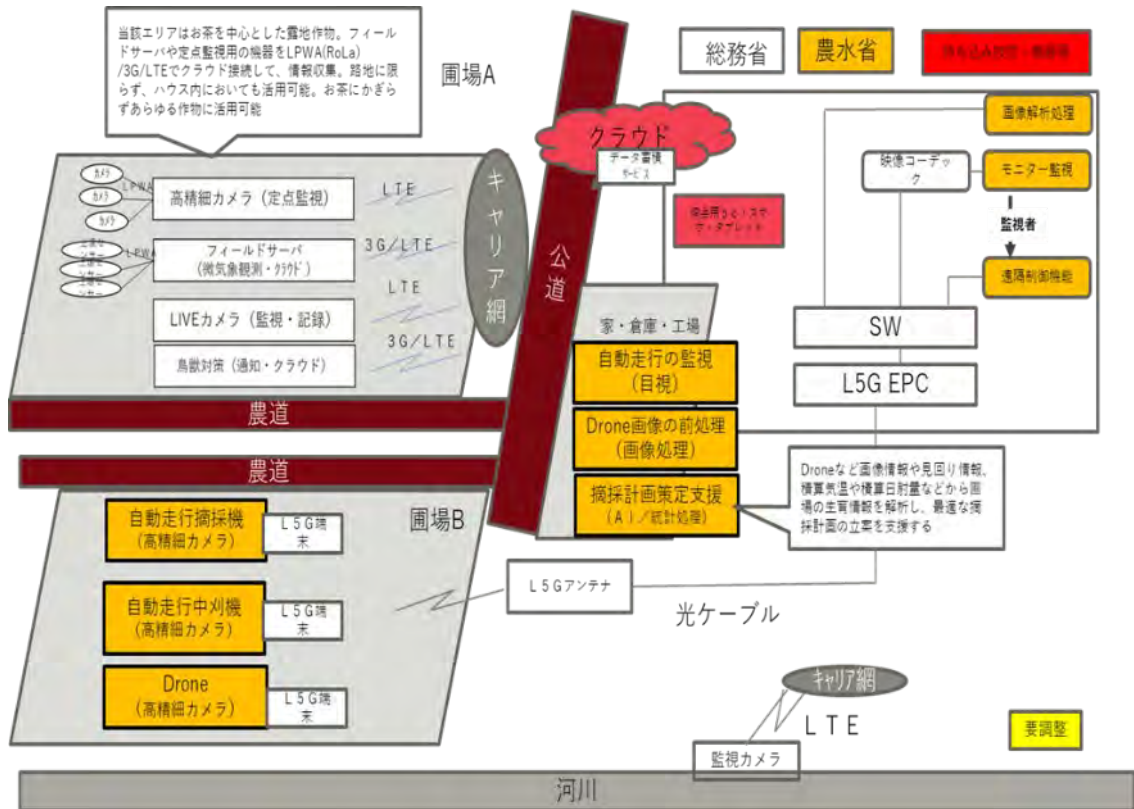 当該エリアはお茶を中心とした露地作物。フィール
ドサーバや定点監視用の機器をLPWA(RoLa)
/3G/LTEでクラウド接続して、情報収集。路地に限
らず、ハウス内においても活用可能。お茶にかぎら
ずあらゆる作物に活用可能
圃場A
総務省
農水省
クラウド
データ蓄積
サービス
画像解析処理
映像コーデッ
ク
モニター監視
監視者
遠隔制御機能
カメラ
カメラ
カメラ
LPWA
高精細カメラ（定点監視）
LTE
LPWA
フィールドサーバ
（微気象観測・クラウド）
3G/LTE
LIVEカメラ（監視・記録）
LTE
鳥獣対策（通知・クラウド）
3G/LTE
キャリア網
公道
家・倉庫・工場
自動走行の監視
（目視）
Drone画像の前処理
（画像処理）
摘採計画策定支援
（ＡＩ／統計処理）
SW
L5G EPC
Droneなど画像情報や見回り情報、
積算気温や積算日射量などから圃
場の生育情報を解析し、最適な摘
採計画の立案を支援する
農道
農道
圃場B
自動走行摘採機
(高精細カメラ)
Ｌ５Ｇ端
末
自動走行中刈機
(高精細カメラ)
Ｌ５Ｇ端
末
Drone
(高精細カメラ)
Ｌ５Ｇ端
末
Ｌ５Ｇアンテナ
光ケーブル
キャリア網
ＬＴＥ
監視カメラ
要調整
河川